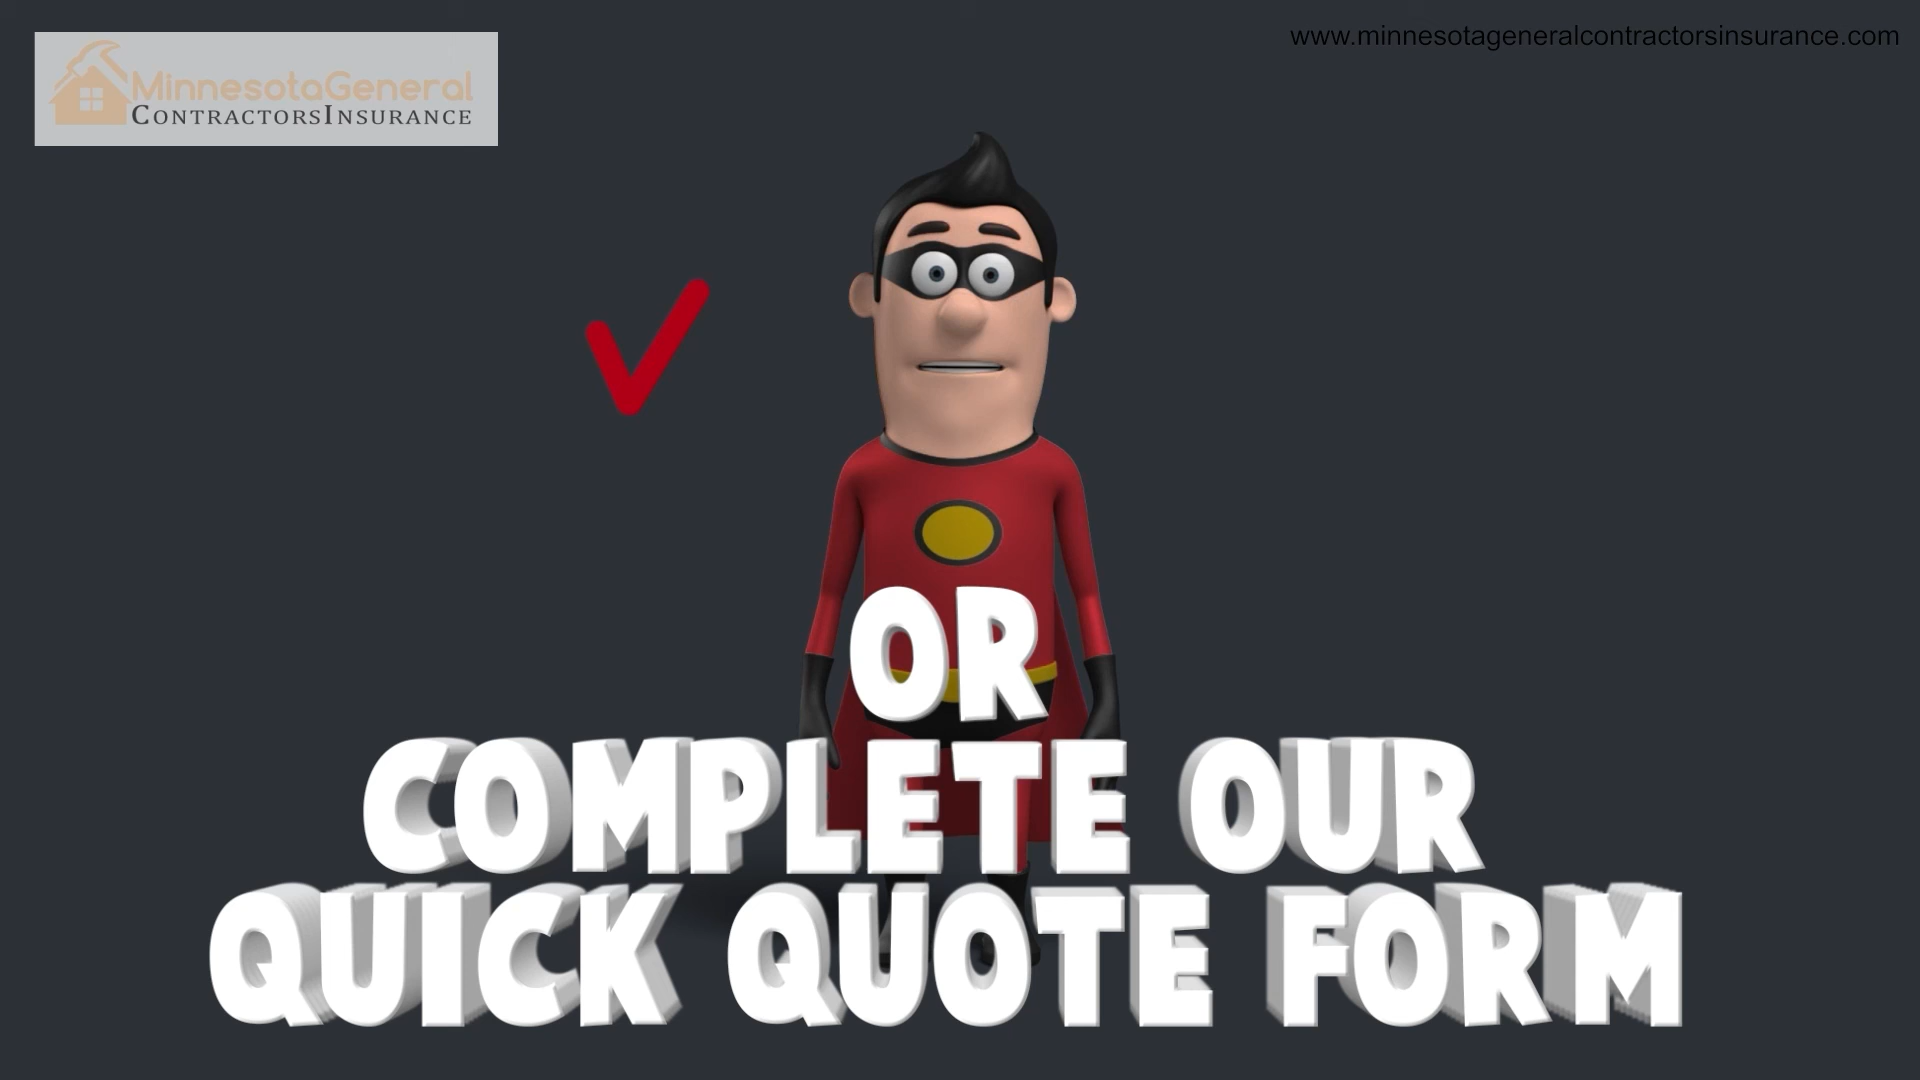 MinnesotaGeneral
CONTRACTORSINSURANCE
www.minnesotageneralcontractorsinsurance.com
OR
COMPLETE OUR
QUICK QUOTE FORM